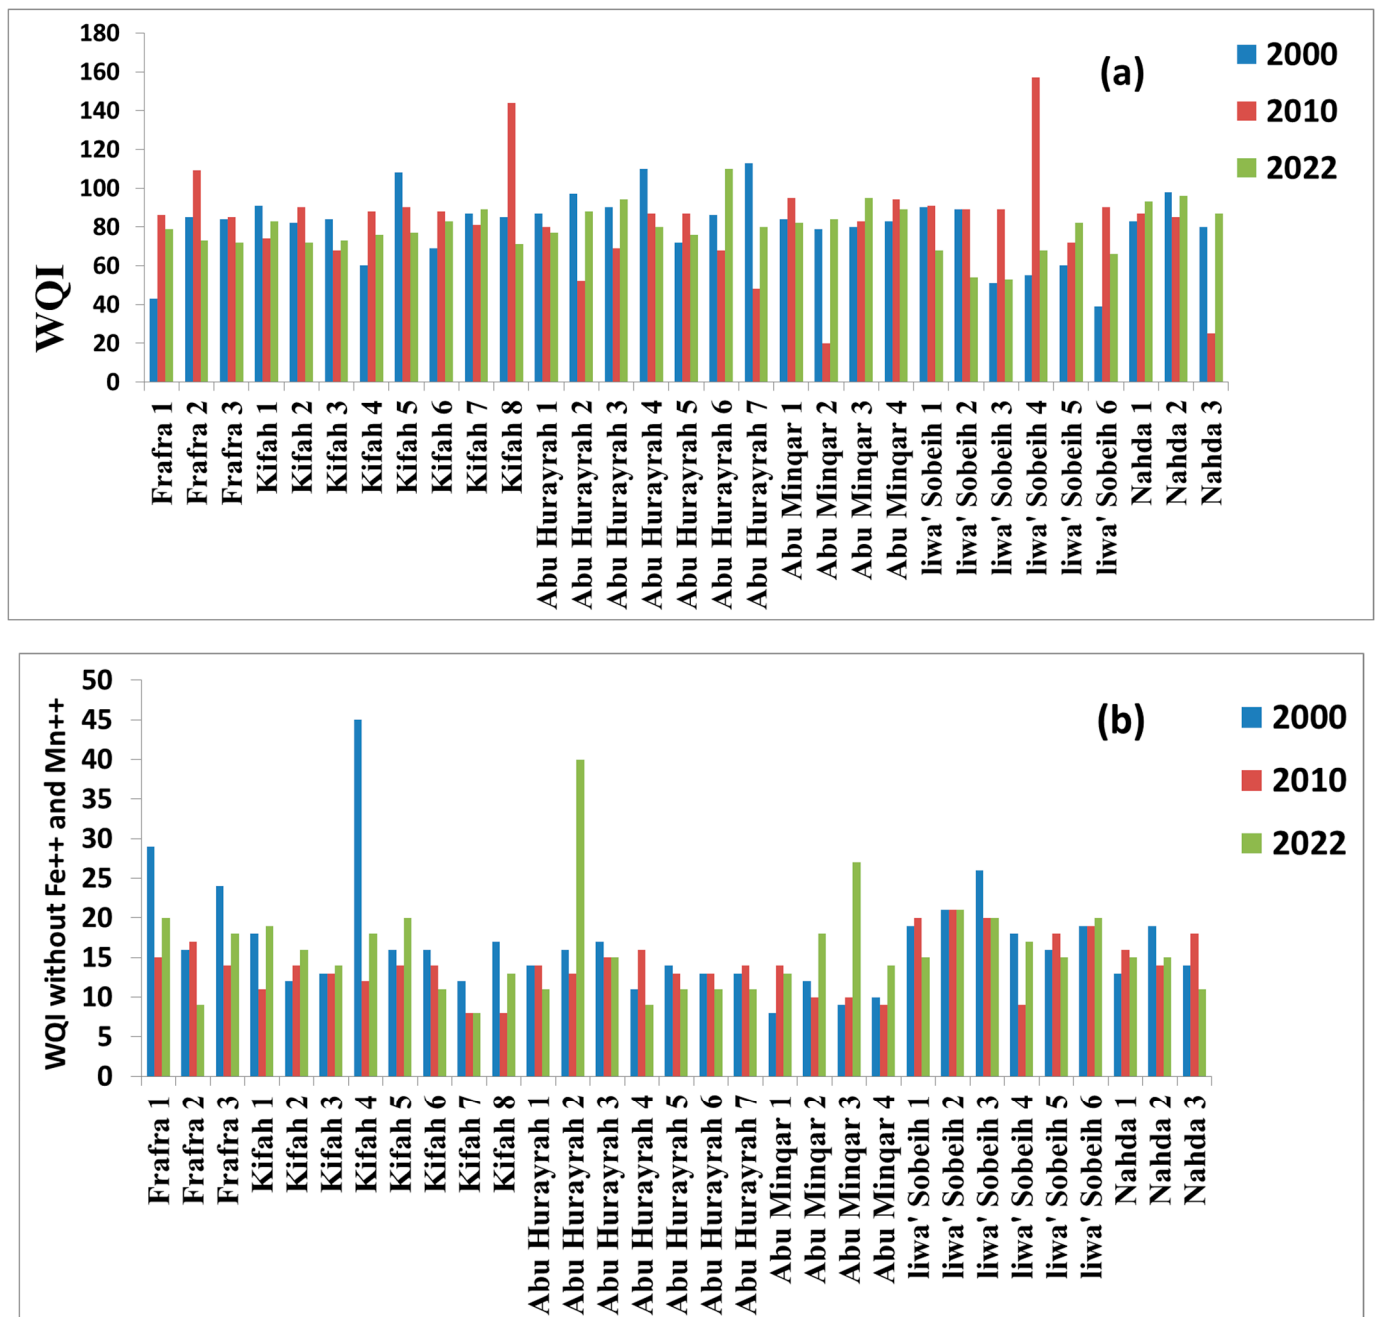 180
160
140
120
100
80
60
40
20
0
WQI
(a)
2000
2010
2022
Frafra 1
Frafra 2
Frafra 3
Kifah 1
Kifah 2
Kifah 3
Kifah 4
Kifah 5
Kifah 6
Kifah 7
Kifah 8
Abu Hurayrah 1
Abu Hurayrah 2
Abu Hurayrah 3
Abu Hurayrah 4
Abu Hurayrah 5
Abu Hurayrah 6
Abu Hurayrah 7
Abu Minqar 1
Abu Minqar 2
Abu Minqar 3
Abu Minqar 4
liwa' Sobeih 1
liwa' Sobeih 2
liwa' Sobeih 3
liwa' Sobeih 4
liwa' Sobeih 5
liwa' Sobeih 6
Nahda 1
Nahda 2
Nahda 3
50
45
40
35
30
25
20
15
10
5
0
WQI without Fe++ and Mn++
(b)
2000
2010
2022
Frafra 1
Frafra 2
Frafra 3
Kifah 1
Kifah 2
Kifah 3
Kifah 4
Kifah 5
Kifah 6
Kifah 7
Kifah 8
Abu Hurayrah 1
Abu Hurayrah 2
Abu Hurayrah 3
Abu Hurayrah 4
Abu Hurayrah 5
Abu Hurayrah 6
Abu Hurayrah 7
Abu Minqar 1
Abu Minqar 2
Abu Minqar 3
Abu Minqar 4
liwa' Sobeih 1
liwa' Sobeih 2
liwa' Sobeih 3
liwa' Sobeih 4
liwa' Sobeih 5
liwa' Sobeih 6
Nahda 1
Nahda 2
Nahda 3